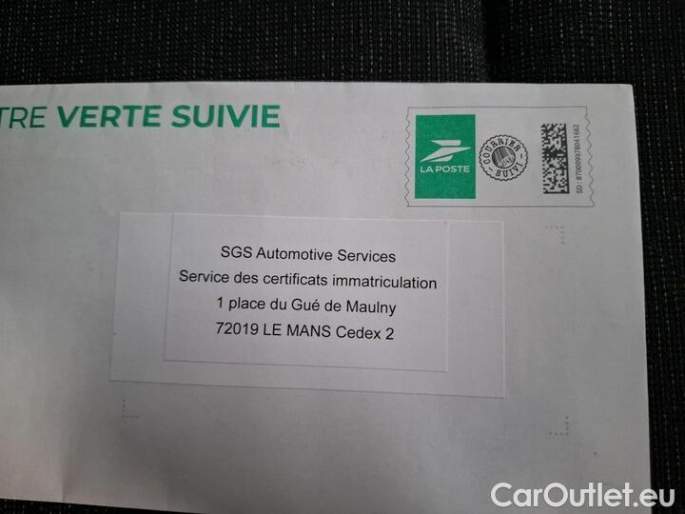 TRE VERTE SUIVIE
LA POSTE
COURRIER SUIVI
SGS Automotive Services
Service des certificats immatriculation
1 place du Gué de Maulny
72019 LE MANS Cedex 2
CarOutlet.eu